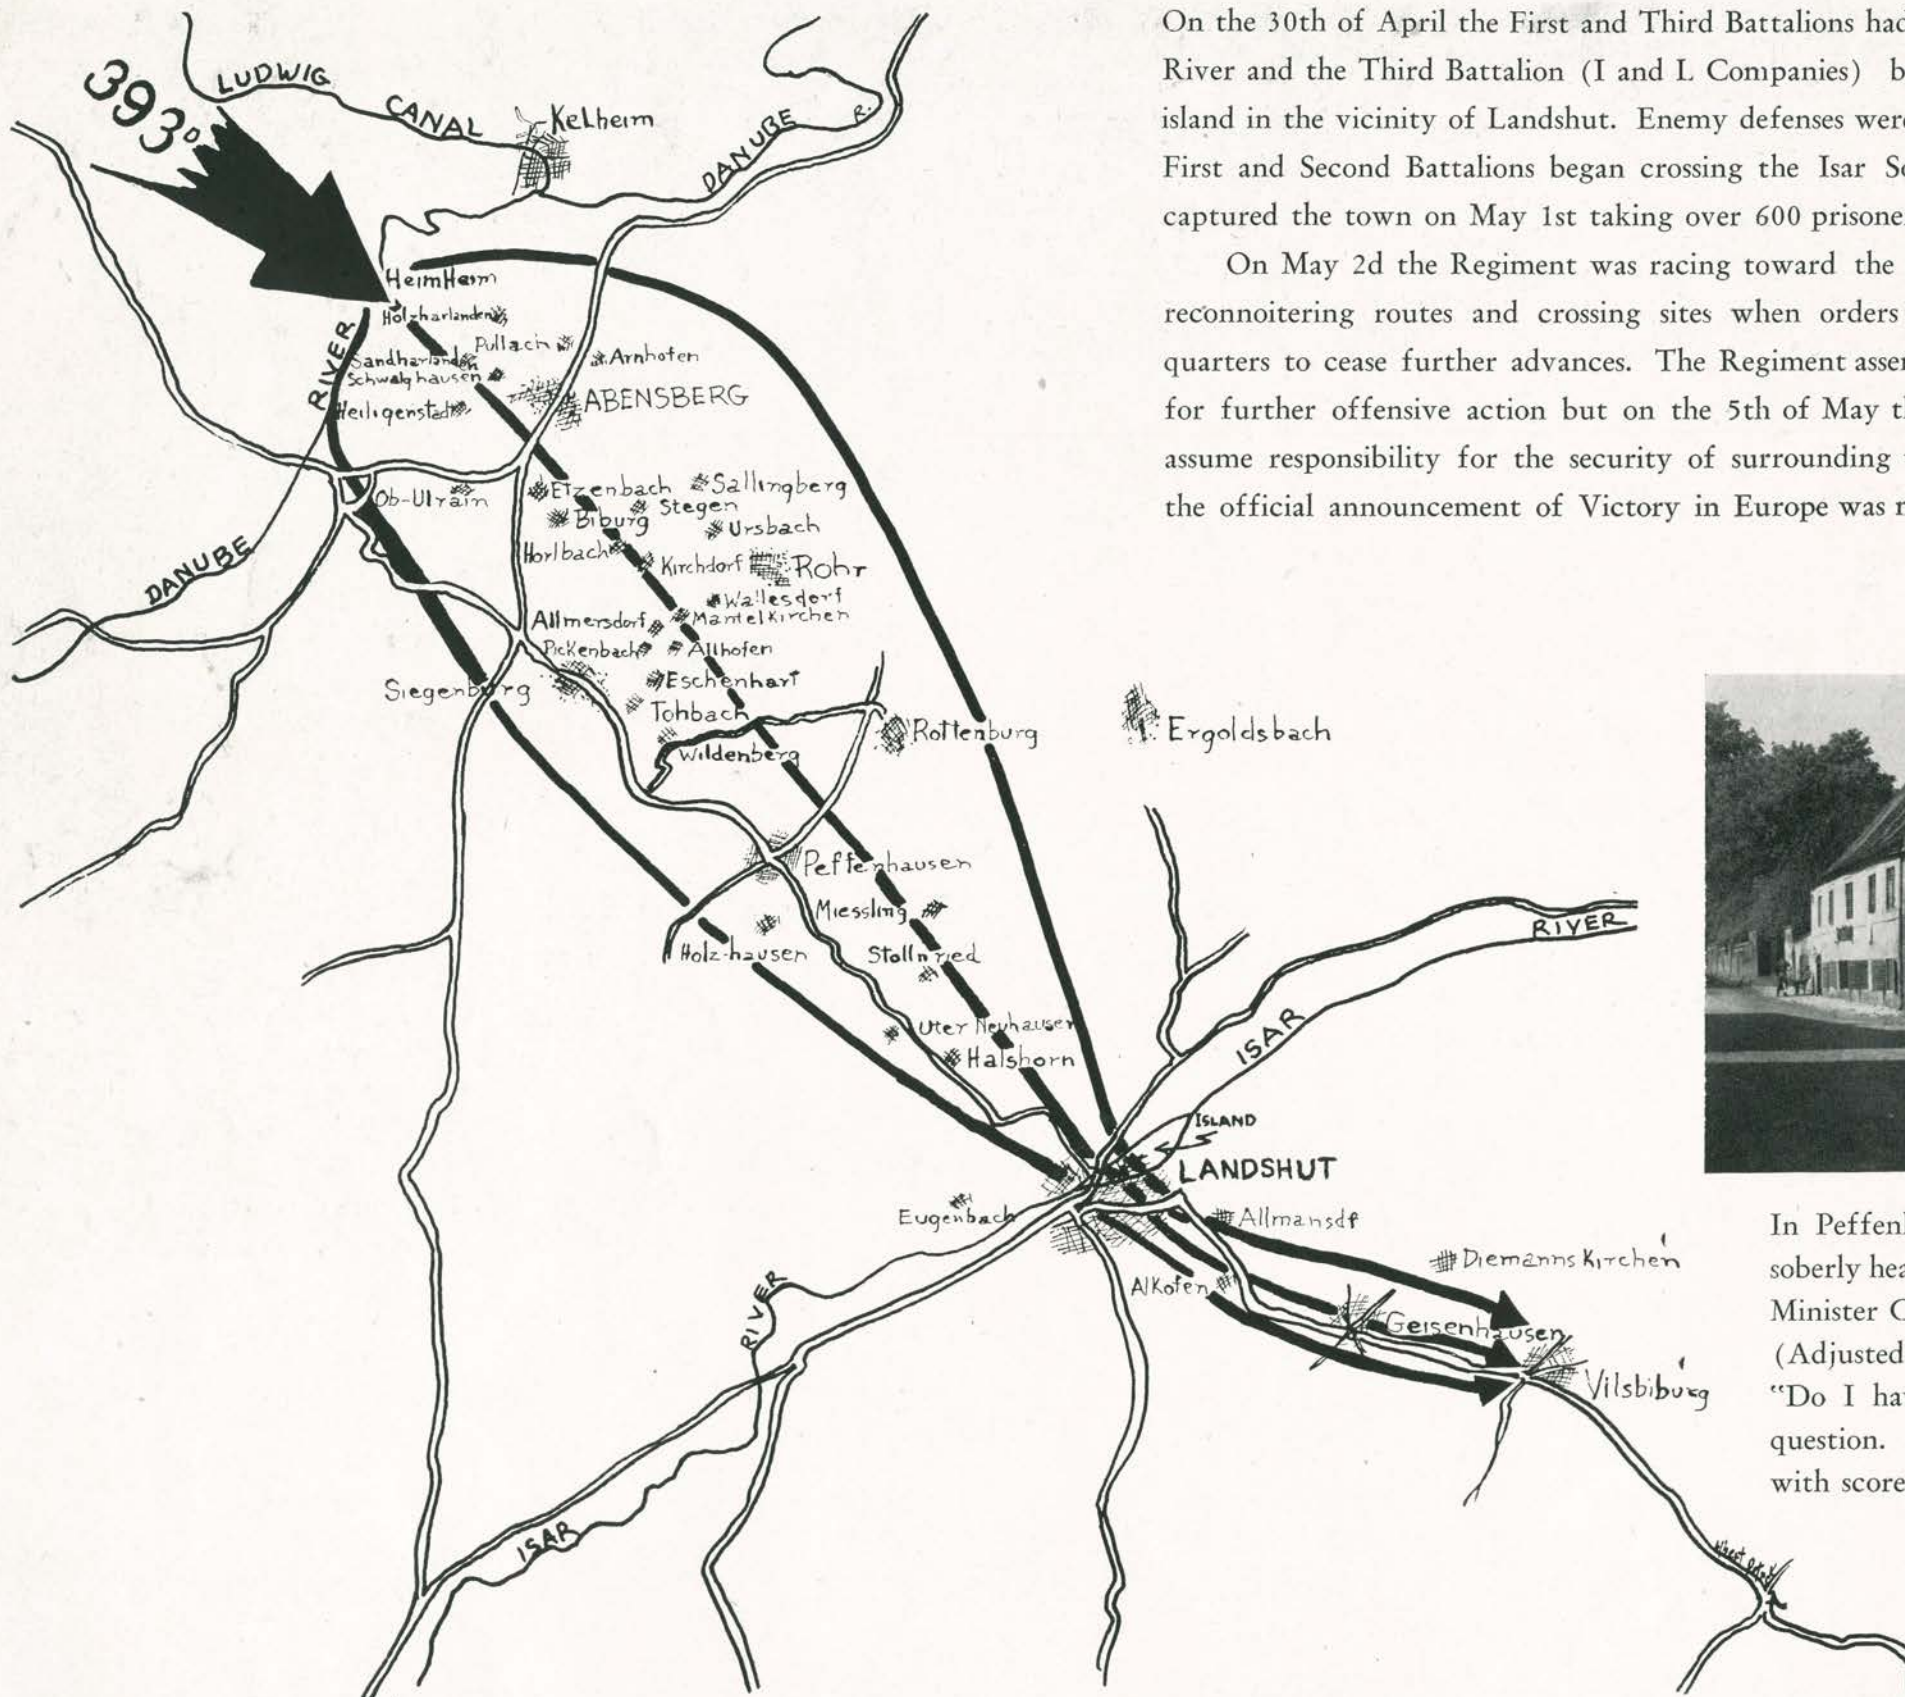 393°
LUDWIG
CANAL
Kelheim
DANUBE
R.
HeimHeim
Holzharlanden
RIVER
Sandharlanden
Pullach
Arnhofen
Schwaighausen
ABENSBERG
Heiligenstadt
Ob-Ulrain
Etzenbach
Sallingberg
Stegen
Biburg
Ursbach
Horlbach
Kirchdorf
Rohr
DANUBE
Wallesdorf
Allmersdorf
Mantelkirchen
Pickenbach
Allhofen
Siegenburg
Eschenhart
Tohbach
Rottenburg
Ergoldsbach
Wildenberg
Peffenhausen
Miessling
Holz-hausen
Stollnried
RIVER
Uter Neuhausen
Halshorn
ISAR
ISLAND
LANDSHUT
Eugenbach
Allmansdf
Diemanns Kirchen
Alkofen
RIVER
Geisenhausen
Vilsbiburg
ISAR
On the 30th of April the First and Third Battalions had
River and the Third Battalion (I and L Companies) b
island in the vicinity of Landshut. Enemy defenses were
First and Second Battalions began crossing the Isar So
captured the town on May 1st taking over 600 prisone
On May 2d the Regiment was racing toward the
reconnoitering routes and crossing sites when orders
quarters to cease further advances. The Regiment asser
for further offensive action but on the 5th of May th
assume responsibility for the security of surrounding
the official announcement of Victory in Europe was r
In Peffenh
soberly hea
Minister C
(Adjusted
"Do I hav
question.
with score